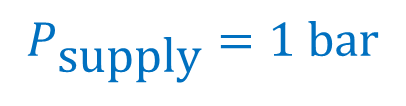 P_supply = 1 bar